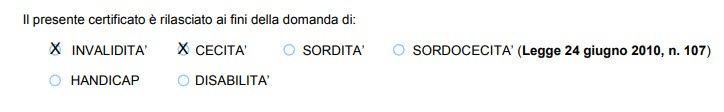 Il presente certificato è rilasciato ai fini della domanda di:
X INVALIDITA' X CECITA' SORDITA' SORDOCECITA' (Legge 24 giugno 2010, n. 107)
HANDICAP DISABILITA'